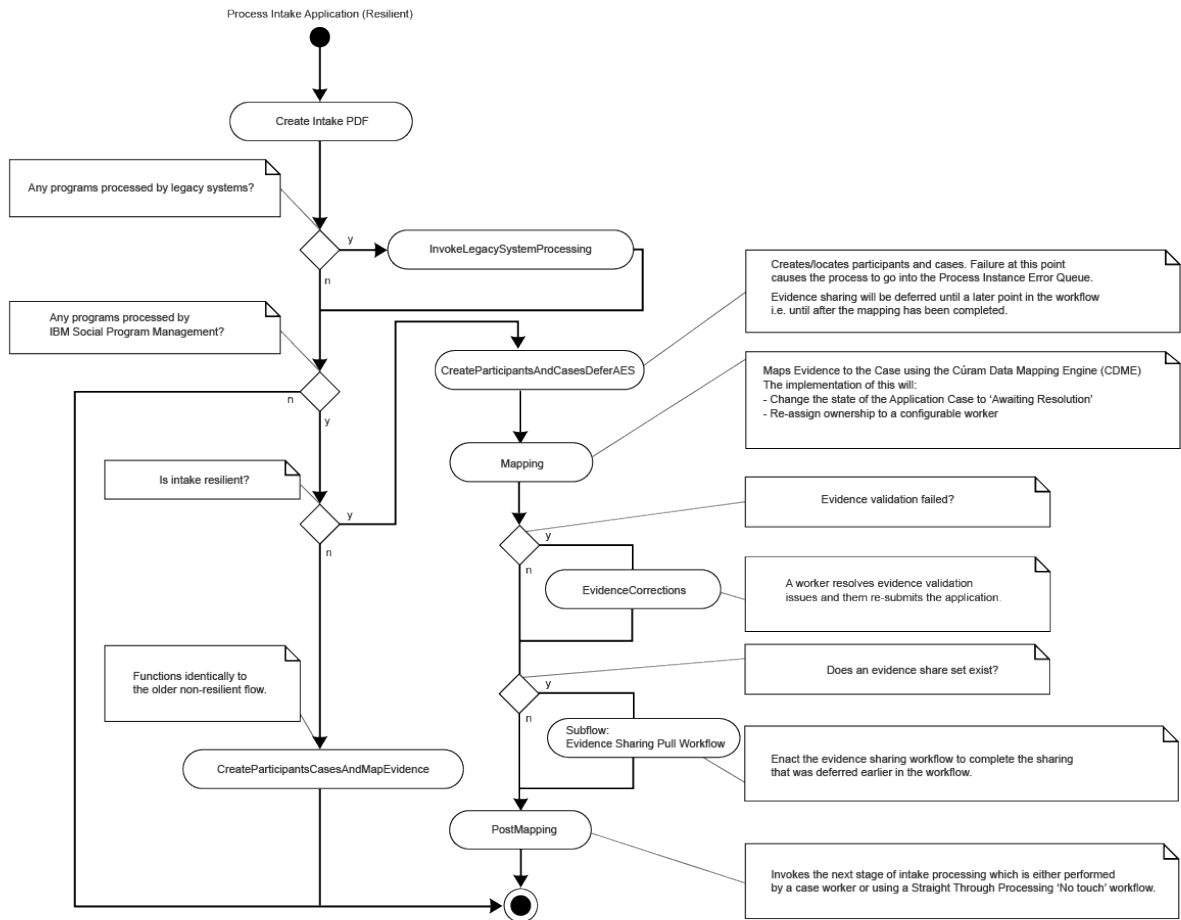 Process Intake Application (Resilient)
Create Intake PDF
Any programs processed by legacy systems?
y
InvokeLegacySystemProcessing
n
Creates/locates participants and cases. Failure at this point
causes the process to go into the Process Instance Error Queue.
Evidence sharing will be deferred until a later point in the workflow
i.e. until after the mapping has been completed.
Any programs processed by
IBM Social Program Management?
CreateParticipantsAndCasesDeferAES
n
y
Maps Evidence to the Case using the Cúram Data Mapping Engine (CDME)
The implementation of this will:
- Change the state of the Application Case to ‘Awaiting Resolution’
- Re-assign ownership to a configurable worker
Mapping
Is intake resilient?
y
n
Evidence validation failed?
y
n
EvidenceCorrections
A worker resolves evidence validation
issues and them re-submits the application.
Does an evidence share set exist?
y
n
Functions identically to
the older non-resilient flow.
Subflow:
Evidence Sharing Pull Workflow
CreateParticipantsCasesAndMapEvidence
Enact the evidence sharing workflow to complete the sharing
that was deferred earlier in the workflow.
PostMapping
Invokes the next stage of intake processing which is either performed
by a case worker or using a Straight Through Processing ‘No touch’ workflow.